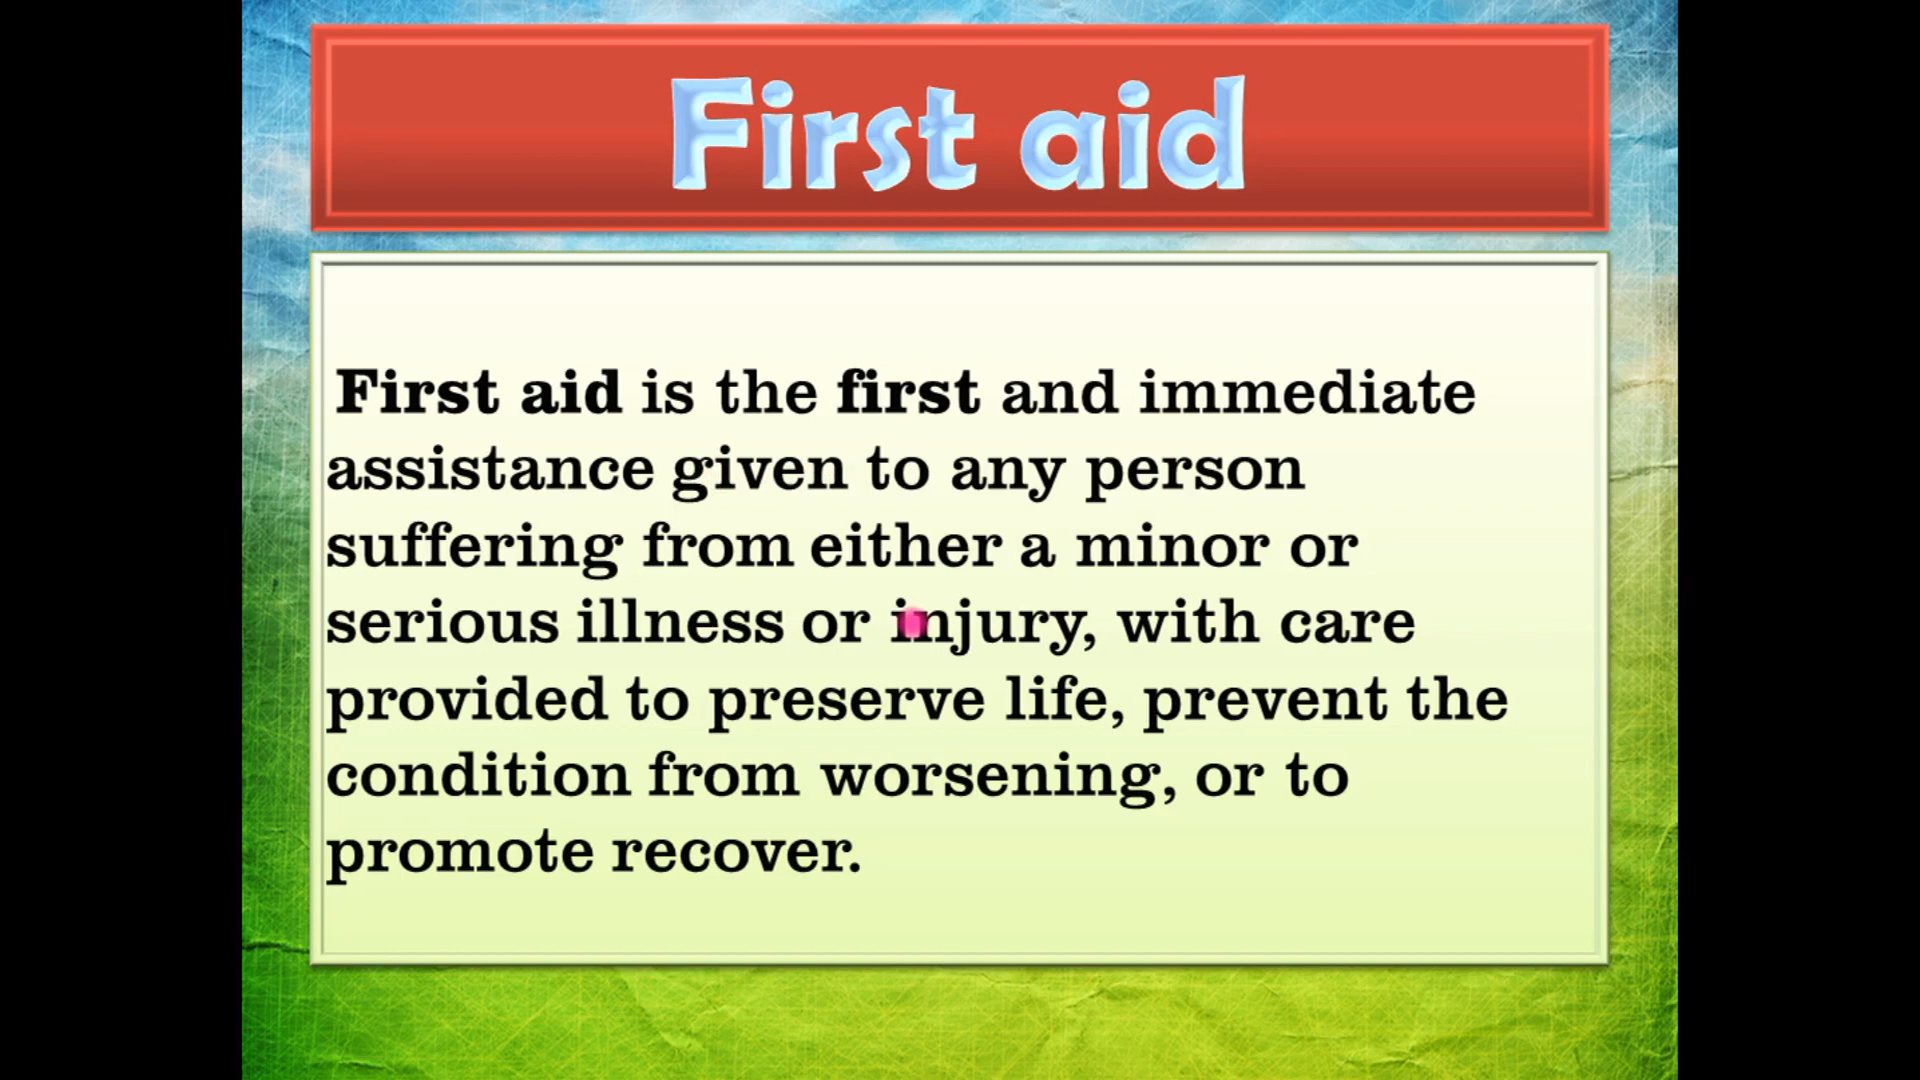 First aid
First aid is the first and immediate
assistance given to any person
suffering from either a minor or
serious illness or injury, with care
provided to preserve life, prevent the
condition from worsening, or to
promote recover.